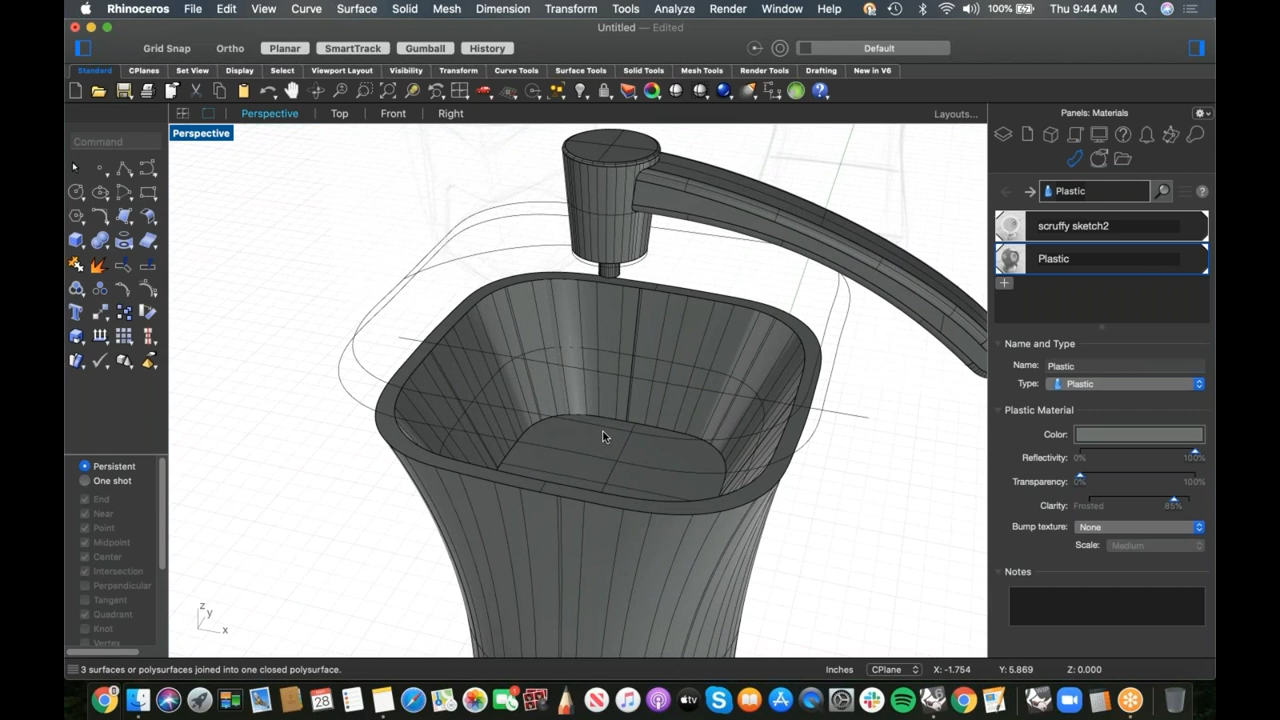 Rhinoceros File Edit View Curve Surface Solid Mesh Dimension Transform Tools Analyze Render Window Help 100% Thu 9:44 AM
Untitled — Edited
Grid Snap Ortho Planar SmartTrack Gumball History Default
Standard CPlanes Set View Display Select Viewport Layout Visibility Transform Curve Tools Surface Tools Solid Tools Mesh Tools Render Tools Drafting New in V6
Perspective Top Front Right Layouts... Panels: Materials
Perspective
Command
Plastic
scruffy sketch2
Plastic
Name and Type
Name: Plastic
Type: Plastic
Plastic Material
Color:
Reflectivity: 0% 100%
Transparency: 0% 100%
Clarity: Frosted 85%
Bump texture: None
Scale: Medium
Notes
Persistent
One shot
End
Near
Point
Midpoint
Center
Intersection
Perpendicular
Tangent
Quadrant
Knot
Vertex
z
y
x
3 surfaces or polysurfaces joined into one closed polysurface. Inches CPlane X: -1.754 Y: 5.869 Z: 0.000
28
tv